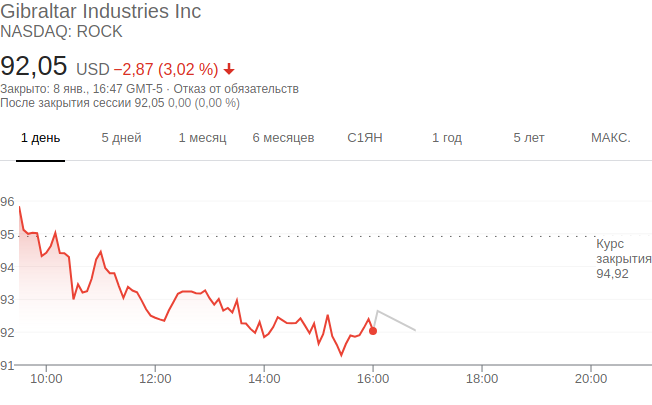 Gibraltar Industries Inc
NASDAQ: ROCK
92,05 USD −2,87 (3,02 %)
Закрыто: 8 янв., 16:47 GMT-5 · Отказ от обязательств
После закрытия сессии 92,05 0,00 (0,00 %)
1 день 5 дней 1 месяц 6 месяцев С1ЯН 1 год 5 лет МАКС.
96
95
94
93
92
91
Курс
закрытия
94,92
10:00 12:00 14:00 16:00 18:00 20:00